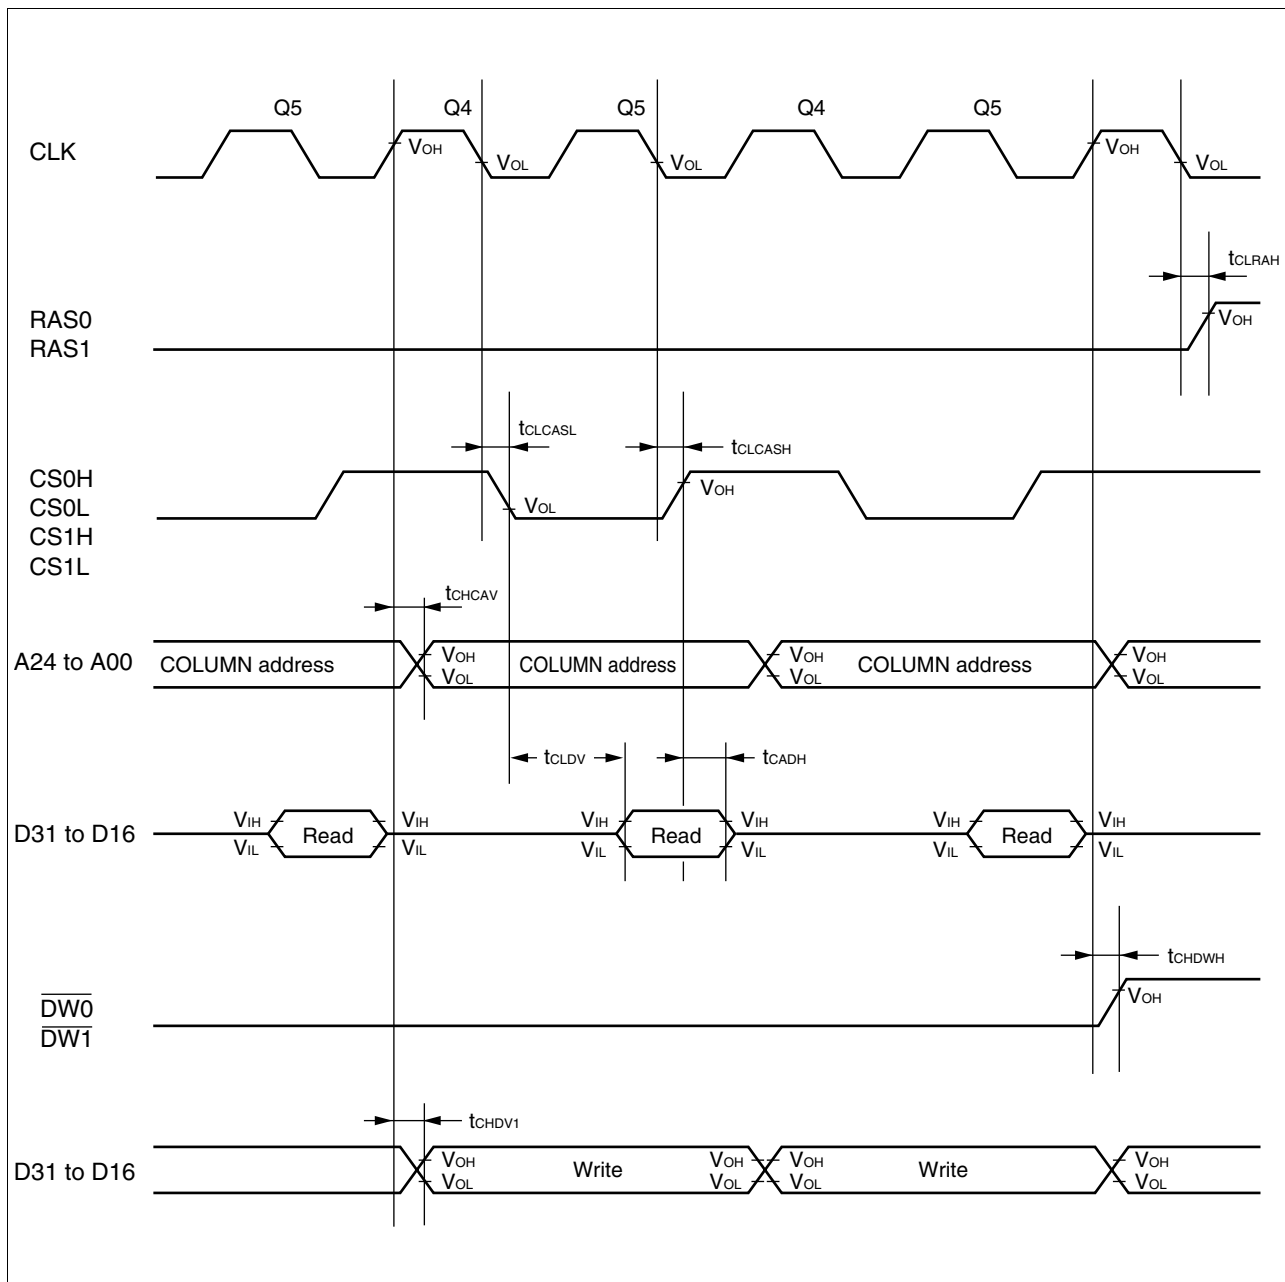 Q5 Q4 Q5 Q4 Q5
CLK VOH VOL VOL VOH VOL
tCLRAH
RAS0
RAS1
VOH
tCLCASL tCLCASH
CS0H
CS0L
CS1H
CS1L
VOL VOH
tCHCAV
A24 to A00 COLUMN address VOH VOL COLUMN address VOH VOL COLUMN address VOH VOL
tCLDV tCADH
D31 to D16 VIH VIL Read VIH VIL VIH VIL Read VIH VIL VIH VIL Read VIH VIL
tCHDWH
DW0
DW1
VOH
tCHDV1
D31 to D16 VOH VOL Write VOH VOL VOH VOL Write VOH VOL